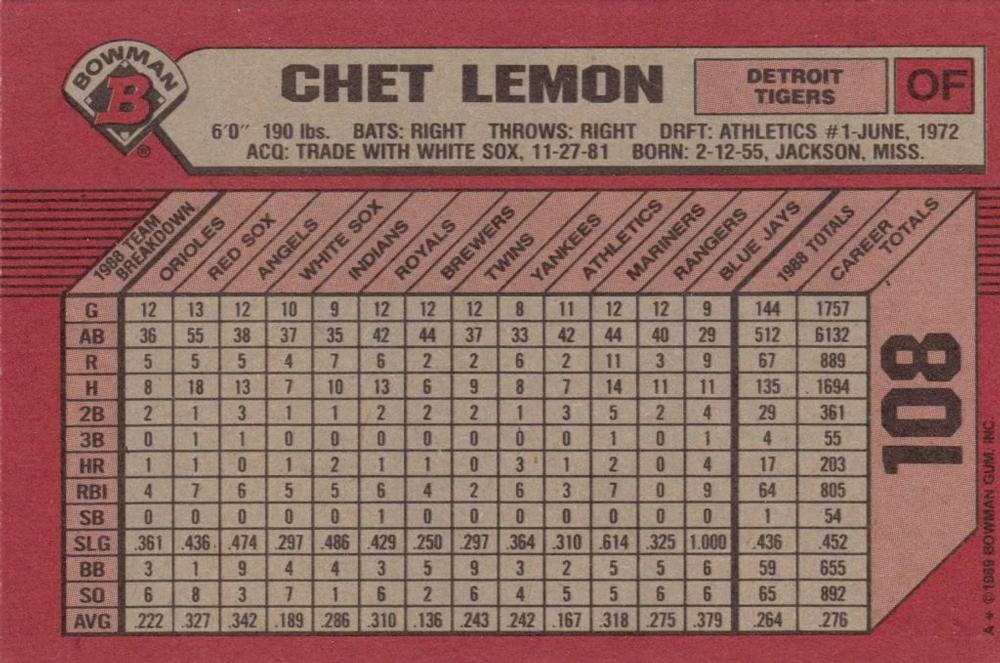 BOWMAN
B
®
CHET LEMON
DETROIT
TIGERS
OF
6'0" 190 lbs. BATS: RIGHT THROWS: RIGHT DRFT: ATHLETICS #1-JUNE, 1972
ACQ: TRADE WITH WHITE SOX, 11-27-81 BORN: 2-12-55, JACKSON, MISS.
1988 TEAM
BREAKDOWN
ORIOLES
RED SOX
ANGELS
WHITE SOX
INDIANS
ROYALS
BREWERS
TWINS
YANKEES
ATHLETICS
MARINERS
RANGERS
BLUE JAYS
1988 TOTALS
CAREER
TOTALS
G 12 13 12 10 9 12 12 12 8 11 12 12 9 144 1757
AB 36 55 38 37 35 42 44 37 33 42 44 40 29 512 6132
R 5 5 5 4 7 6 2 2 6 2 11 3 9 67 889
H 8 18 13 7 10 13 6 9 8 7 14 11 11 135 1694
2B 2 1 3 1 1 2 2 2 1 3 5 2 4 29 361
3B 0 1 1 0 0 0 0 0 0 0 1 0 1 4 55
HR 1 1 0 1 2 1 1 0 3 1 2 0 4 17 203
RBI 4 7 6 5 5 6 4 2 6 3 7 0 9 64 805
SB 0 0 0 0 1 0 0 0 0 0 0 0 0 1 54
SLG .361 .436 .474 .297 .486 .429 .250 .297 .364 .310 .614 .325 1.000 .436 .452
BB 3 1 9 4 4 3 5 9 3 2 5 5 6 59 655
SO 6 8 3 7 1 6 2 6 4 5 5 6 6 65 892
AVG .222 .327 .342 .189 .286 .310 .136 .243 .242 .167 .318 .275 .379 .264 .276
108
A * ©1989 BOWMAN GUM, INC.